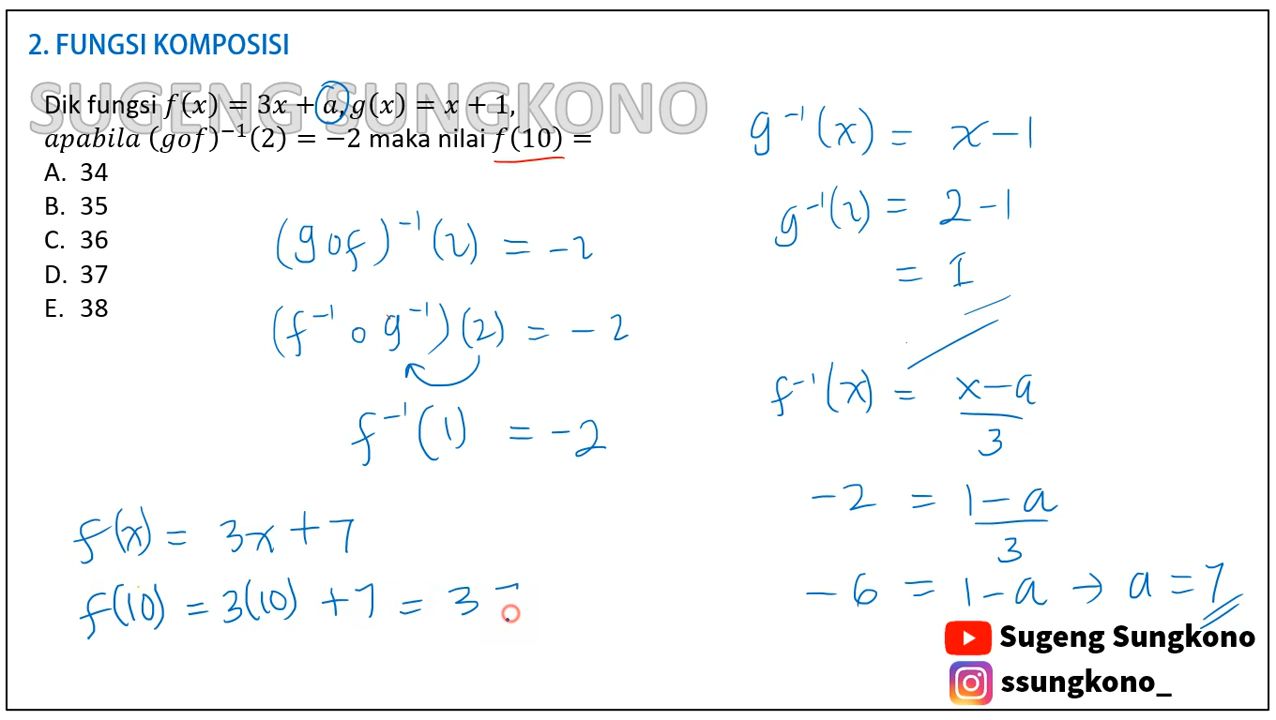 2. FUNGSI KOMPOSISI
SUGENG SUNGKONO
Dik fungsi f(x) = 3x + a, g(x) = x + 1,
apabila (gof)⁻¹(2) = −2 maka nilai f(10) =
A. 34
B. 35
C. 36
D. 37
E. 38
(gof)⁻¹(2) = −2
(f⁻¹ o g⁻¹)(2) = −2
f⁻¹(1) = −2
f(x) = 3x + 7
f(10) = 3(10) + 7 = 37
g⁻¹(x) = x − 1
g⁻¹(2) = 2 − 1
= 1
f⁻¹(x) = (x − a)/3
−2 = (1 − a)/3
−6 = 1 − a → a = 7
Sugeng Sungkono
ssungkono_